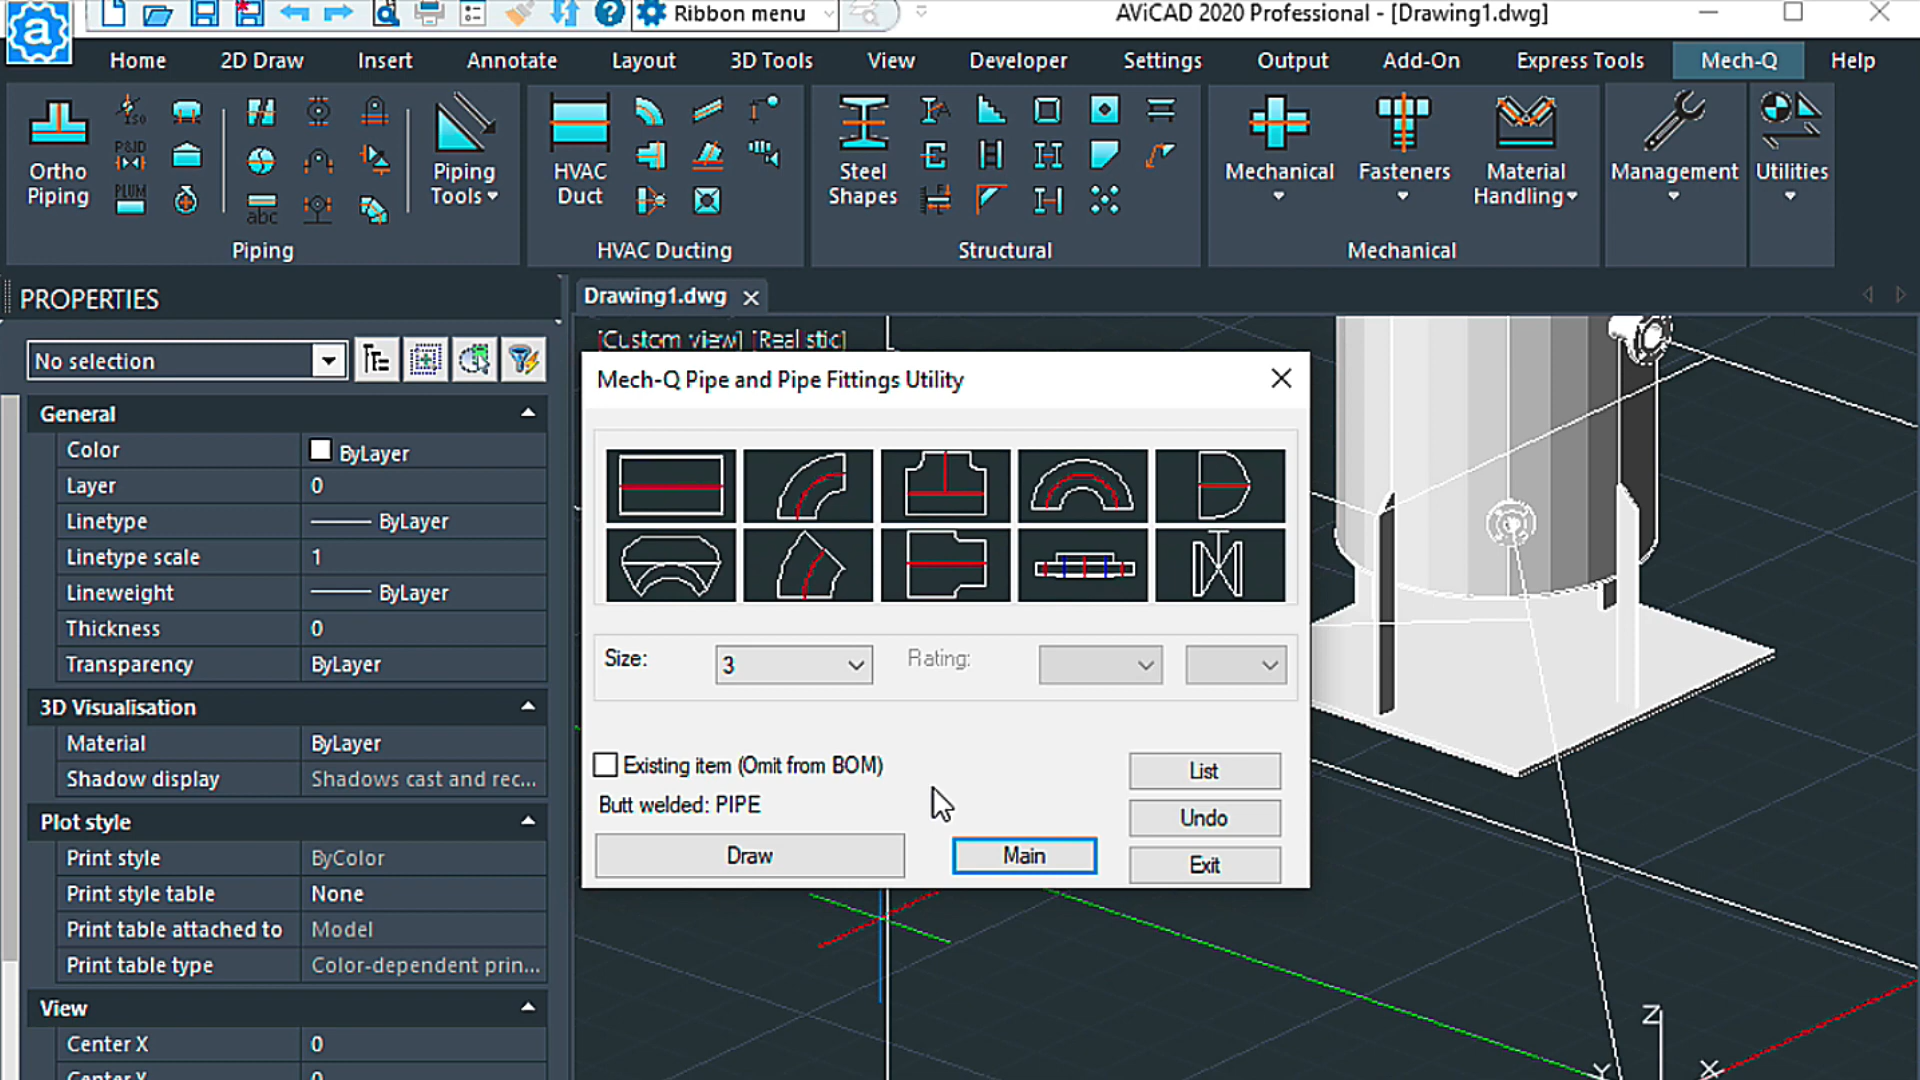 a
Ribbon menu
AViCAD 2020 Professional - [Drawing1.dwg]
Home 2D Draw Insert Annotate Layout 3D Tools View Developer Settings Output Add-On Express Tools Mech-Q Help
Ortho Piping
ISO
P&ID
PLUM
abc
Piping Tools
Piping
HVAC Duct
HVAC Ducting
Steel Shapes
Structural
Mechanical
Fasteners
Material Handling
Mechanical
Management
Utilities
PROPERTIES
Drawing1.dwg
[Custom view] [Realistic]
No selection
General
Color ByLayer
Layer 0
Linetype ByLayer
Linetype scale 1
Lineweight ByLayer
Thickness 0
Transparency ByLayer
3D Visualisation
Material ByLayer
Shadow display Shadows cast and rec...
Plot style
Print style ByColor
Print style table None
Print table attached to Model
Print table type Color-dependent prin...
View
Center X 0
Center Y 0
Mech-Q Pipe and Pipe Fittings Utility
Size: 3 Rating:
Existing item (Omit from BOM)
Butt welded: PIPE
Draw
Main
List
Undo
Exit
Z
Y X